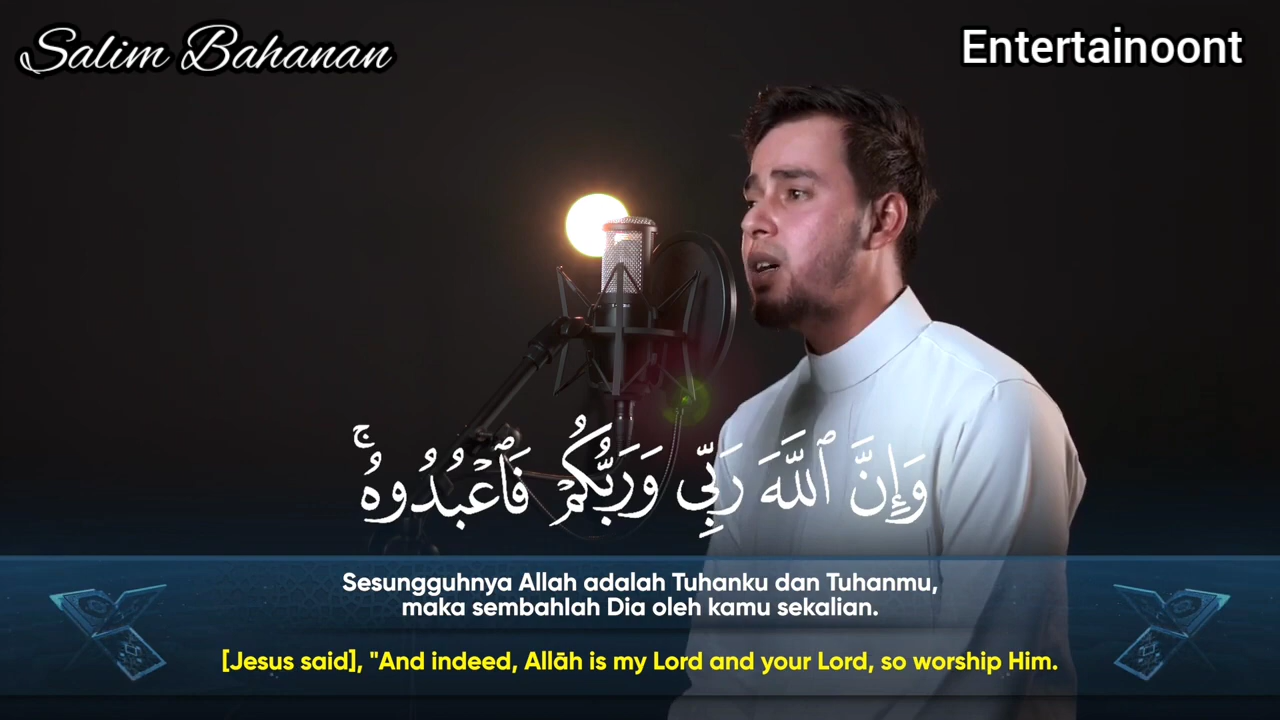 Salim Bahanan
Entertainoont
وَإِنَّ ٱللَّهَ رَبِّى وَرَبُّكُمْ فَٱعْبُدُوهُ ۚ
Sesungguhnya Allah adalah Tuhanku dan Tuhanmu,
maka sembahlah Dia oleh kamu sekalian.
[Jesus said], "And indeed, Allāh is my Lord and your Lord, so worship Him.